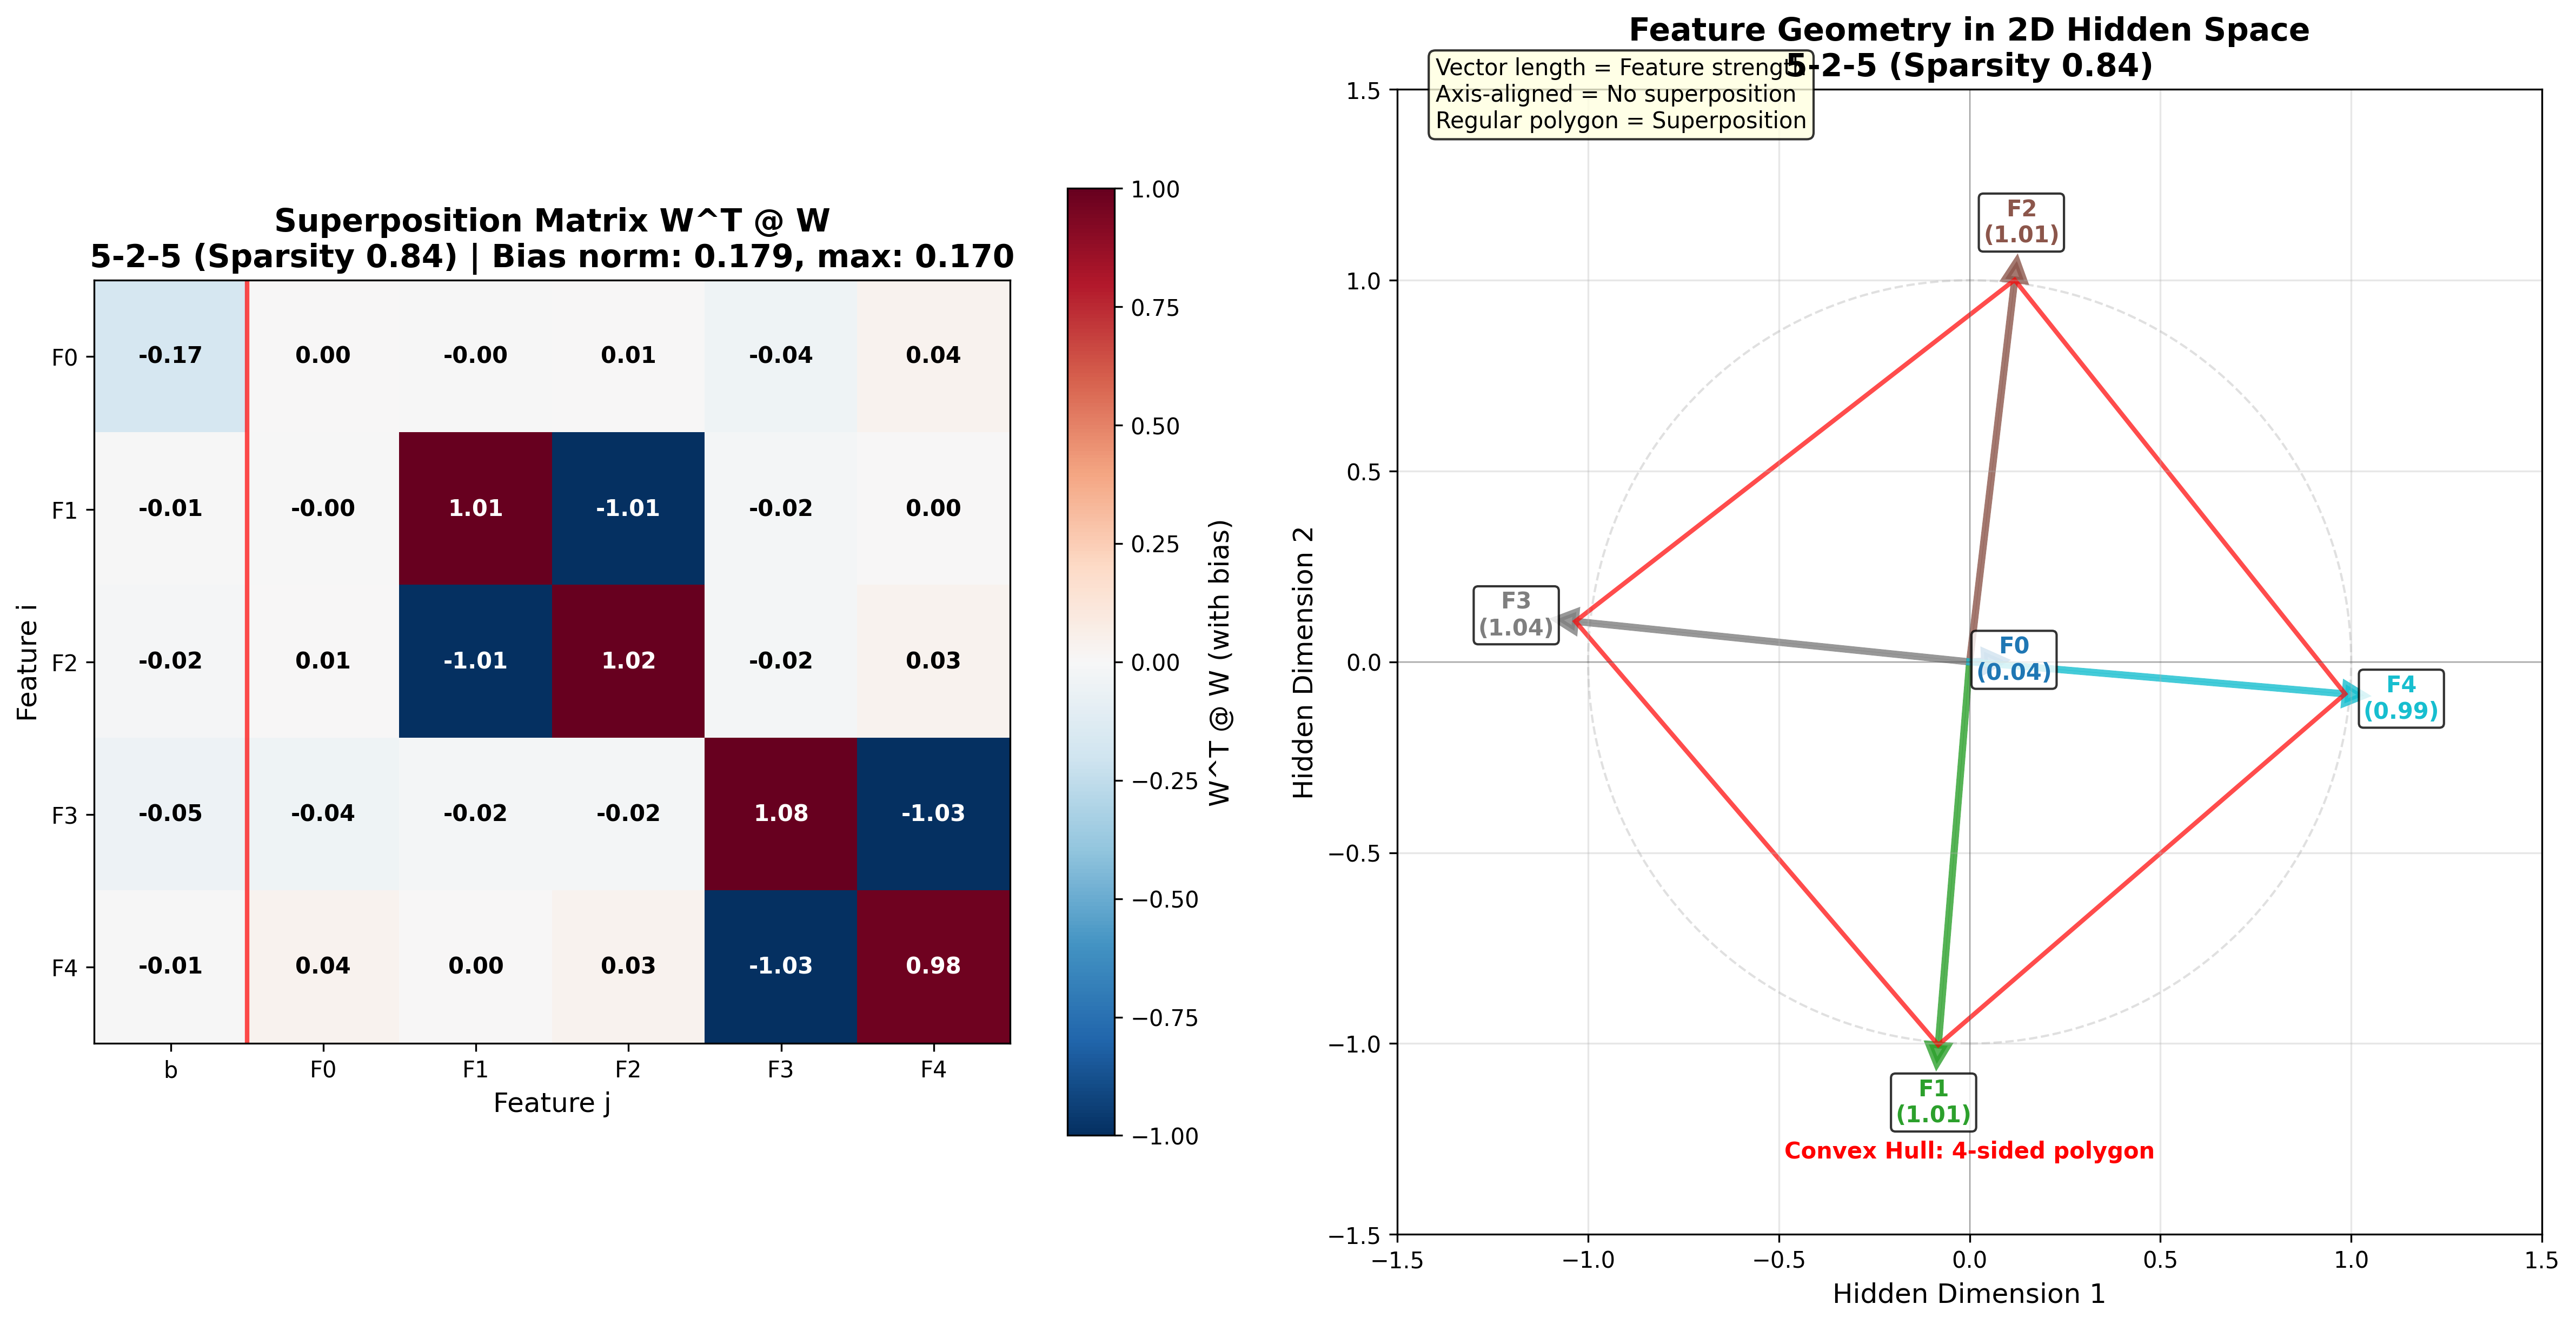 Superposition Matrix W^T @ W
5-2-5 (Sparsity 0.84) | Bias norm: 0.179, max: 0.170
Feature i
F0
-0.17 0.00 -0.00 0.01 -0.04 0.04
F1
-0.01 -0.00 1.01 -1.01 -0.02 0.00
F2
-0.02 0.01 -1.01 1.02 -0.02 0.03
F3
-0.05 -0.04 -0.02 -0.02 1.08 -1.03
F4
-0.01 0.04 0.00 0.03 -1.03 0.98
b F0 F1 F2 F3 F4
Feature j
1.00
0.75
0.50
0.25
0.00
−0.25
−0.50
−0.75
−1.00
W^T @ W (with bias)
Feature Geometry in 2D Hidden Space
5-2-5 (Sparsity 0.84)
Vector length = Feature strength
Axis-aligned = No superposition
Regular polygon = Superposition
Hidden Dimension 2
1.5
1.0
0.5
0.0
−0.5
−1.0
−1.5
F2
(1.01)
F3
(1.04)
F0
(0.04)
F4
(0.99)
F1
(1.01)
Convex Hull: 4-sided polygon
−1.5 −1.0 −0.5 0.0 0.5 1.0 1.5
Hidden Dimension 1